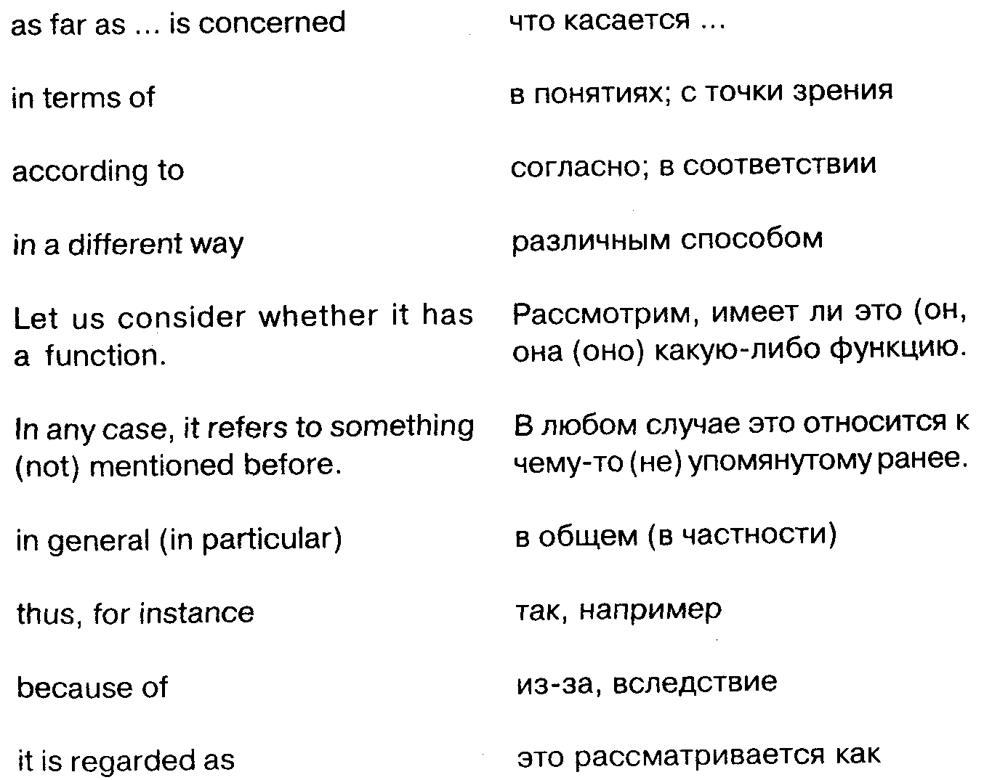 as far as ... is concerned что касается ...
in terms of в понятиях; с точки зрения
according to согласно; в соответствии
in a different way различным способом
Let us consider whether it has Рассмотрим, имеет ли это (он,
a function. она (оно) какую-либо функцию.
In any case, it refers to something В любом случае это относится к
(not) mentioned before. чему-то (не) упомянутому ранее.
in general (in particular) в общем (в частности)
thus, for instance так, например
because of из-за, вследствие
it is regarded as это рассматривается как